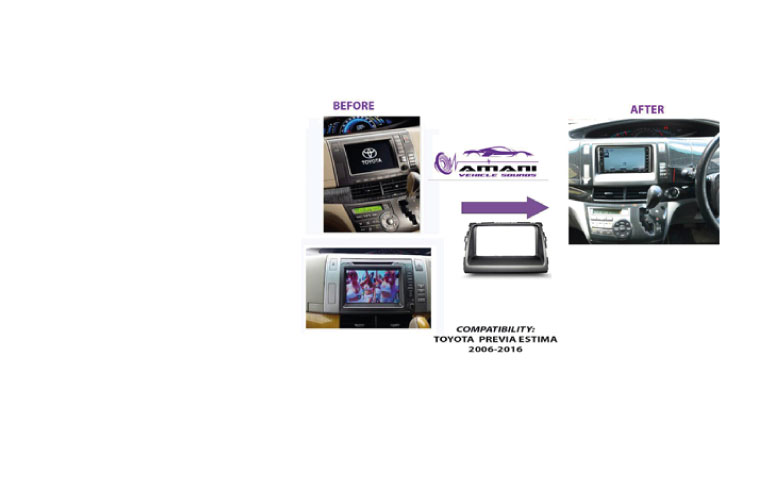 BEFORE
AFTER
TOYOTA
AMANI
VEHICLE SOUNDS
COMPATIBILITY:
TOYOTA PREVIA ESTIMA
2006-2016